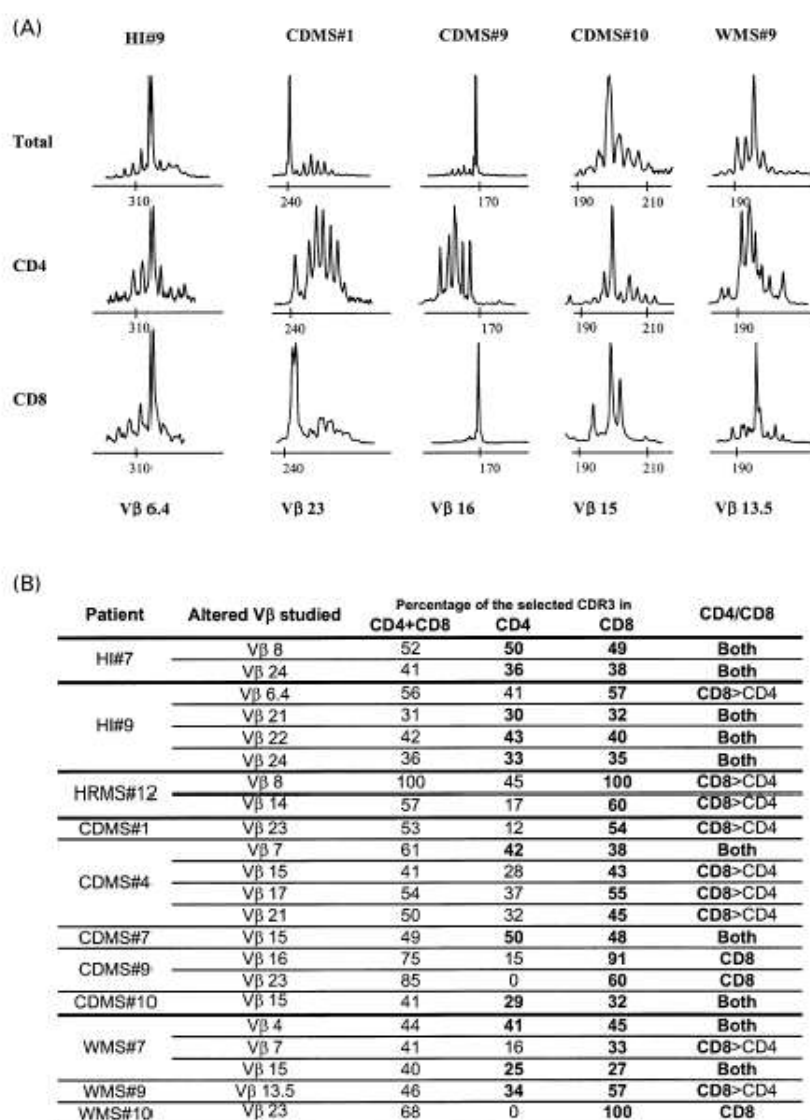 (A)
HI#9 CDMS#1 CDMS#9 CDMS#10 WMS#9
Total
310 240 170 190 210 190
CD4
310 240 170 190 210 190
CD8
310 240 170 190 210 190
Vβ 6.4 Vβ 23 Vβ 16 Vβ 15 Vβ 13.5
(B)
Patient Altered Vβ studied Percentage of the selected CDR3 in CD4/CD8
CD4+CD8 CD4 CD8
HI#7 Vβ 8 52 50 49 Both
Vβ 24 41 36 38 Both
HI#9 Vβ 6.4 56 41 57 CD8>CD4
Vβ 21 31 30 32 Both
Vβ 22 42 43 40 Both
Vβ 24 36 33 35 Both
HRMS#12 Vβ 8 100 45 100 CD8>CD4
Vβ 14 57 17 60 CD8>CD4
CDMS#1 Vβ 23 53 12 54 CD8>CD4
CDMS#4 Vβ 7 61 42 38 Both
Vβ 15 41 28 43 CD8>CD4
Vβ 17 54 37 55 CD8>CD4
Vβ 21 50 32 45 CD8>CD4
CDMS#7 Vβ 15 49 50 48 Both
CDMS#9 Vβ 16 75 15 91 CD8
Vβ 23 85 0 60 CD8
CDMS#10 Vβ 15 41 29 32 Both
WMS#7 Vβ 4 44 41 45 Both
Vβ 7 41 16 33 CD8>CD4
Vβ 15 40 25 27 Both
WMS#9 Vβ 13.5 46 34 57 CD8>CD4
WMS#10 Vβ 23 68 0 100 CD8